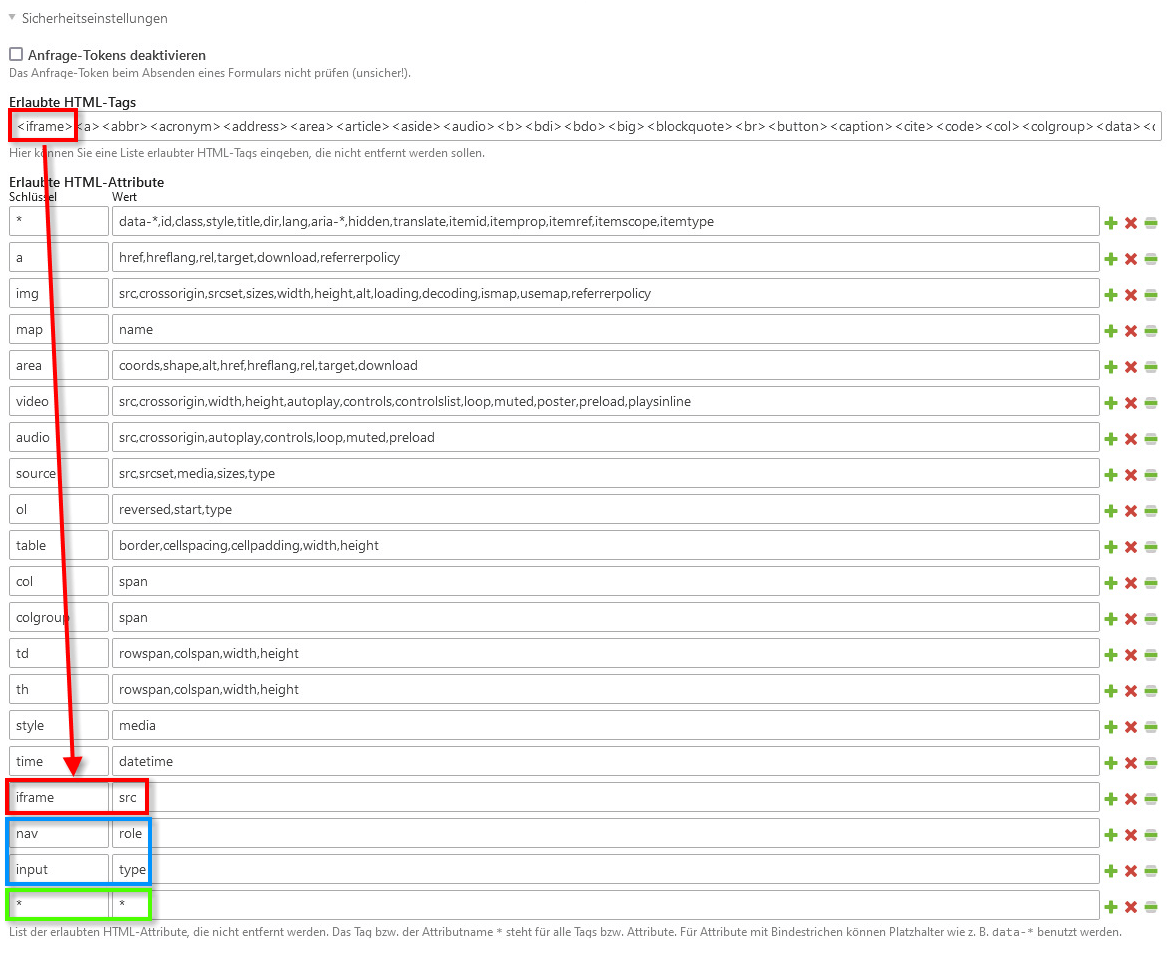 Sicherheitseinstellungen
Anfrage-Tokens deaktivieren
Das Anfrage-Token beim Absenden eines Formulars nicht prüfen (unsicher!).
Erlaubte HTML-Tags
<iframe><a><abbr><acronym><address><area><article><aside><audio><b><bdi><bdo><big><blockquote><br><button><caption><cite><code><col><colgroup><data><c
Hier können Sie eine Liste erlaubter HTML-Tags eingeben, die nicht entfernt werden sollen.
Erlaubte HTML-Attribute
Schlüssel Wert
* data-*,id,class,style,title,dir,lang,aria-*,hidden,translate,itemid,itemprop,itemref,itemscope,itemtype
a href,hreflang,rel,target,download,referrerpolicy
img src,crossorigin,srcset,sizes,width,height,alt,loading,decoding,ismap,usemap,referrerpolicy
map name
area coords,shape,alt,href,hreflang,rel,target,download
video src,crossorigin,width,height,autoplay,controls,controlslist,loop,muted,poster,preload,playsinline
audio src,crossorigin,autoplay,controls,loop,muted,preload
source src,srcset,media,sizes,type
ol reversed,start,type
table border,cellspacing,cellpadding,width,height
col span
colgroup span
td rowspan,colspan,width,height
th rowspan,colspan,width,height
style media
time datetime
iframe src
nav role
input type
* *
List der erlaubten HTML-Attribute, die nicht entfernt werden. Das Tag bzw. der Attributname * steht für alle Tags bzw. Attribute. Für Attribute mit Bindestrichen können Platzhalter wie z. B. data-* benutzt werden.